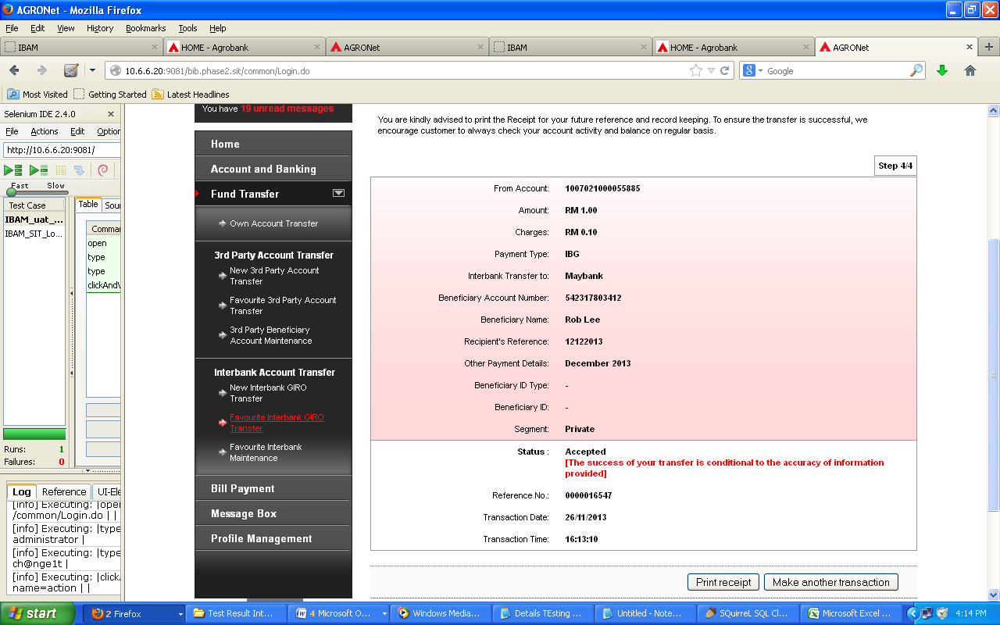 AGRONet - Mozilla Firefox
File Edit View History Bookmarks Tools Help
IBAM
HOME - Agrobank
AGRONet
IBAM
HOME - Agrobank
AGRONet
10.6.6.20:9081/bib.phase2.sit/common/Login.do
Google
Most Visited Getting Started Latest Headlines
Selenium IDE 2.4.0
File Actions Edit Option
http://10.6.6.20:9081/
Fast Slow
Test Case
IBAM_uat_...
IBAM_SIT_Lo...
Table Sou
Comman
open
type
type
clickAndV
Runs: 1
Failures: 0
Log Reference UI-Ele
[info] Executing: |open
/common/Login.do | |
[info] Executing: |type
administrator |
[info] Executing: |type
ch@nge1t |
[info] Executing: |click
name=action | |
You have 19 unread messages
Home
Account and Banking
Fund Transfer
Own Account Transfer
3rd Party Account Transfer
New 3rd Party Account
Transfer
Favourite 3rd Party Account
Transfer
3rd Party Beneficiary
Account Maintenance
Interbank Account Transfer
New Interbank GIRO
Transfer
Favourite Interbank GIRO
Transfer
Favourite Interbank
Maintenance
Bill Payment
Message Box
Profile Management
You are kindly advised to print the Receipt for your future reference and record keeping. To ensure the transfer is successful, we
encourage customer to always check your account activity and balance on regular basis.
Step 4/4
From Account: 1007021000055885
Amount: RM 1.00
Charges: RM 0.10
Payment Type: IBG
Interbank Transfer to: Maybank
Beneficiary Account Number: 542317803412
Beneficiary Name: Rob Lee
Recipient's Reference: 12122013
Other Payment Details: December 2013
Beneficiary ID Type: -
Beneficiary ID: -
Segment: Private
Status : Accepted
[The success of your transfer is conditional to the accuracy of information
provided]
Reference No.: 0000016547
Transaction Date: 26/11/2013
Transaction Time: 16:13:10
Print receipt Make another transaction
start
2 Firefox
Test Result Int...
4 Microsoft O...
Windows Media...
Details TEsting ...
Untitled - Note...
SQuirreL SQL Cl...
Microsoft Excel ...
4:14 PM